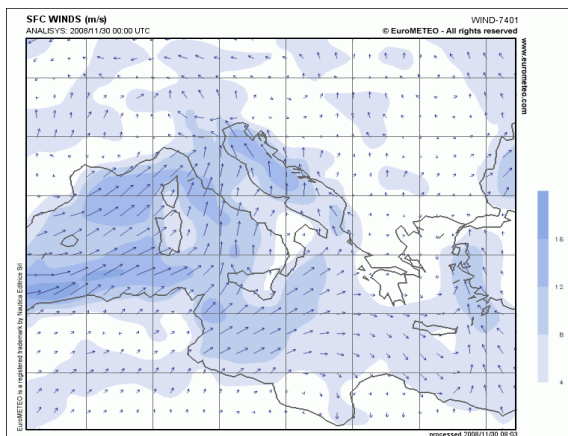 SFC WINDS (m/s)
WIND-7401
ANALISYS: 2008/11/30 00:00 UTC
© EuroMETEO - All rights reserved
www.eurometeo.com
EuroMETEO is a registered trademark by Nautica Editrice Srl
16
12
8
4
processed 2008/11/30 08:03